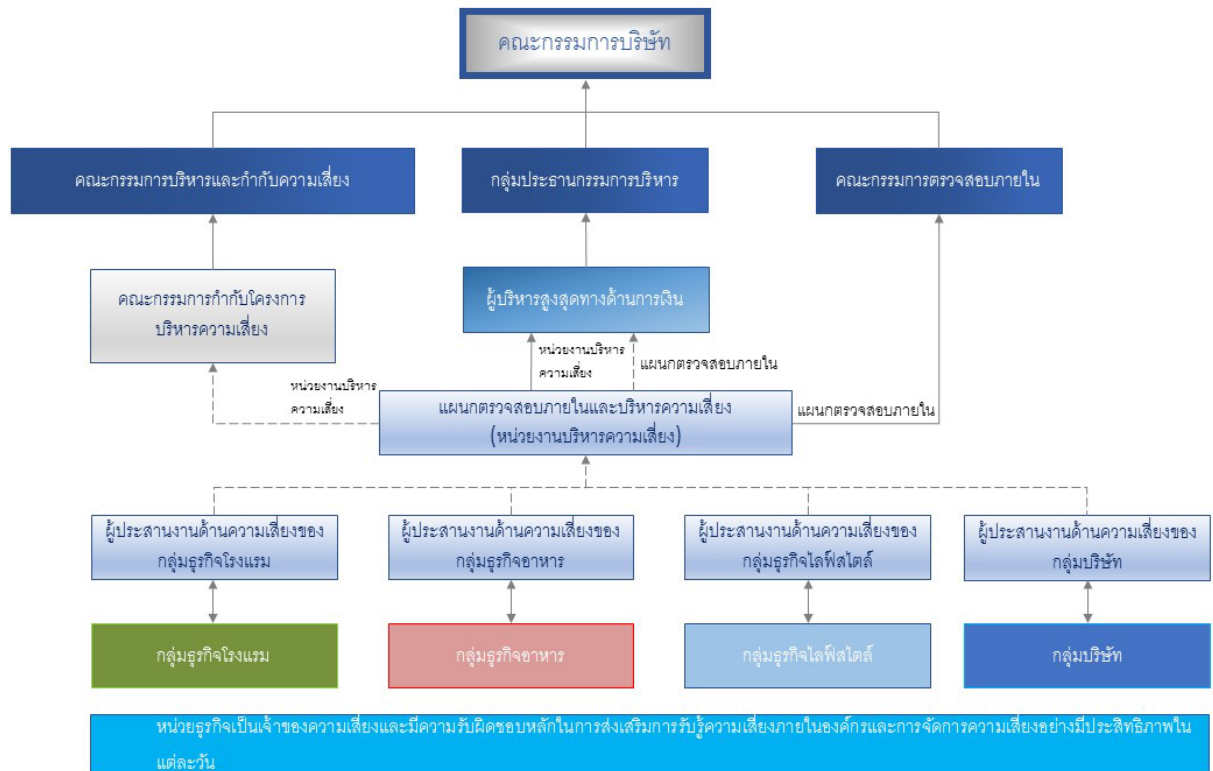 คณะกรรมการบริษัท
คณะกรรมการบริหารและกำกับความเสี่ยง
กลุ่มประธานกรรมการบริหาร
คณะกรรมการตรวจสอบภายใน
คณะกรรมการกำกับโครงการ
บริหารความเสี่ยง
ผู้บริหารสูงสุดทางด้านการเงิน
หน่วยงานบริหาร
ความเสี่ยง
แผนกตรวจสอบภายใน
หน่วยงานบริหาร
ความเสี่ยง
แผนกตรวจสอบภายในและบริหารความเสี่ยง
(หน่วยงานบริหารความเสี่ยง)
แผนกตรวจสอบภายใน
ผู้ประสานงานด้านความเสี่ยงของ
กลุ่มธุรกิจโรงแรม
ผู้ประสานงานด้านความเสี่ยงของ
กลุ่มธุรกิจอาหาร
ผู้ประสานงานด้านความเสี่ยงของ
กลุ่มธุรกิจไลฟ์สไตล์
ผู้ประสานงานด้านความเสี่ยงของ
กลุ่มบริษัท
กลุ่มธุรกิจโรงแรม
กลุ่มธุรกิจอาหาร
กลุ่มธุรกิจไลฟ์สไตล์
กลุ่มบริษัท
หน่วยธุรกิจเป็นเจ้าของความเสี่ยงและมีความรับผิดชอบหลักในการส่งเสริมการรับรู้ความเสี่ยงภายในองค์กรและการจัดการความเสี่ยงอย่างมีประสิทธิภาพใน
แต่ละวัน